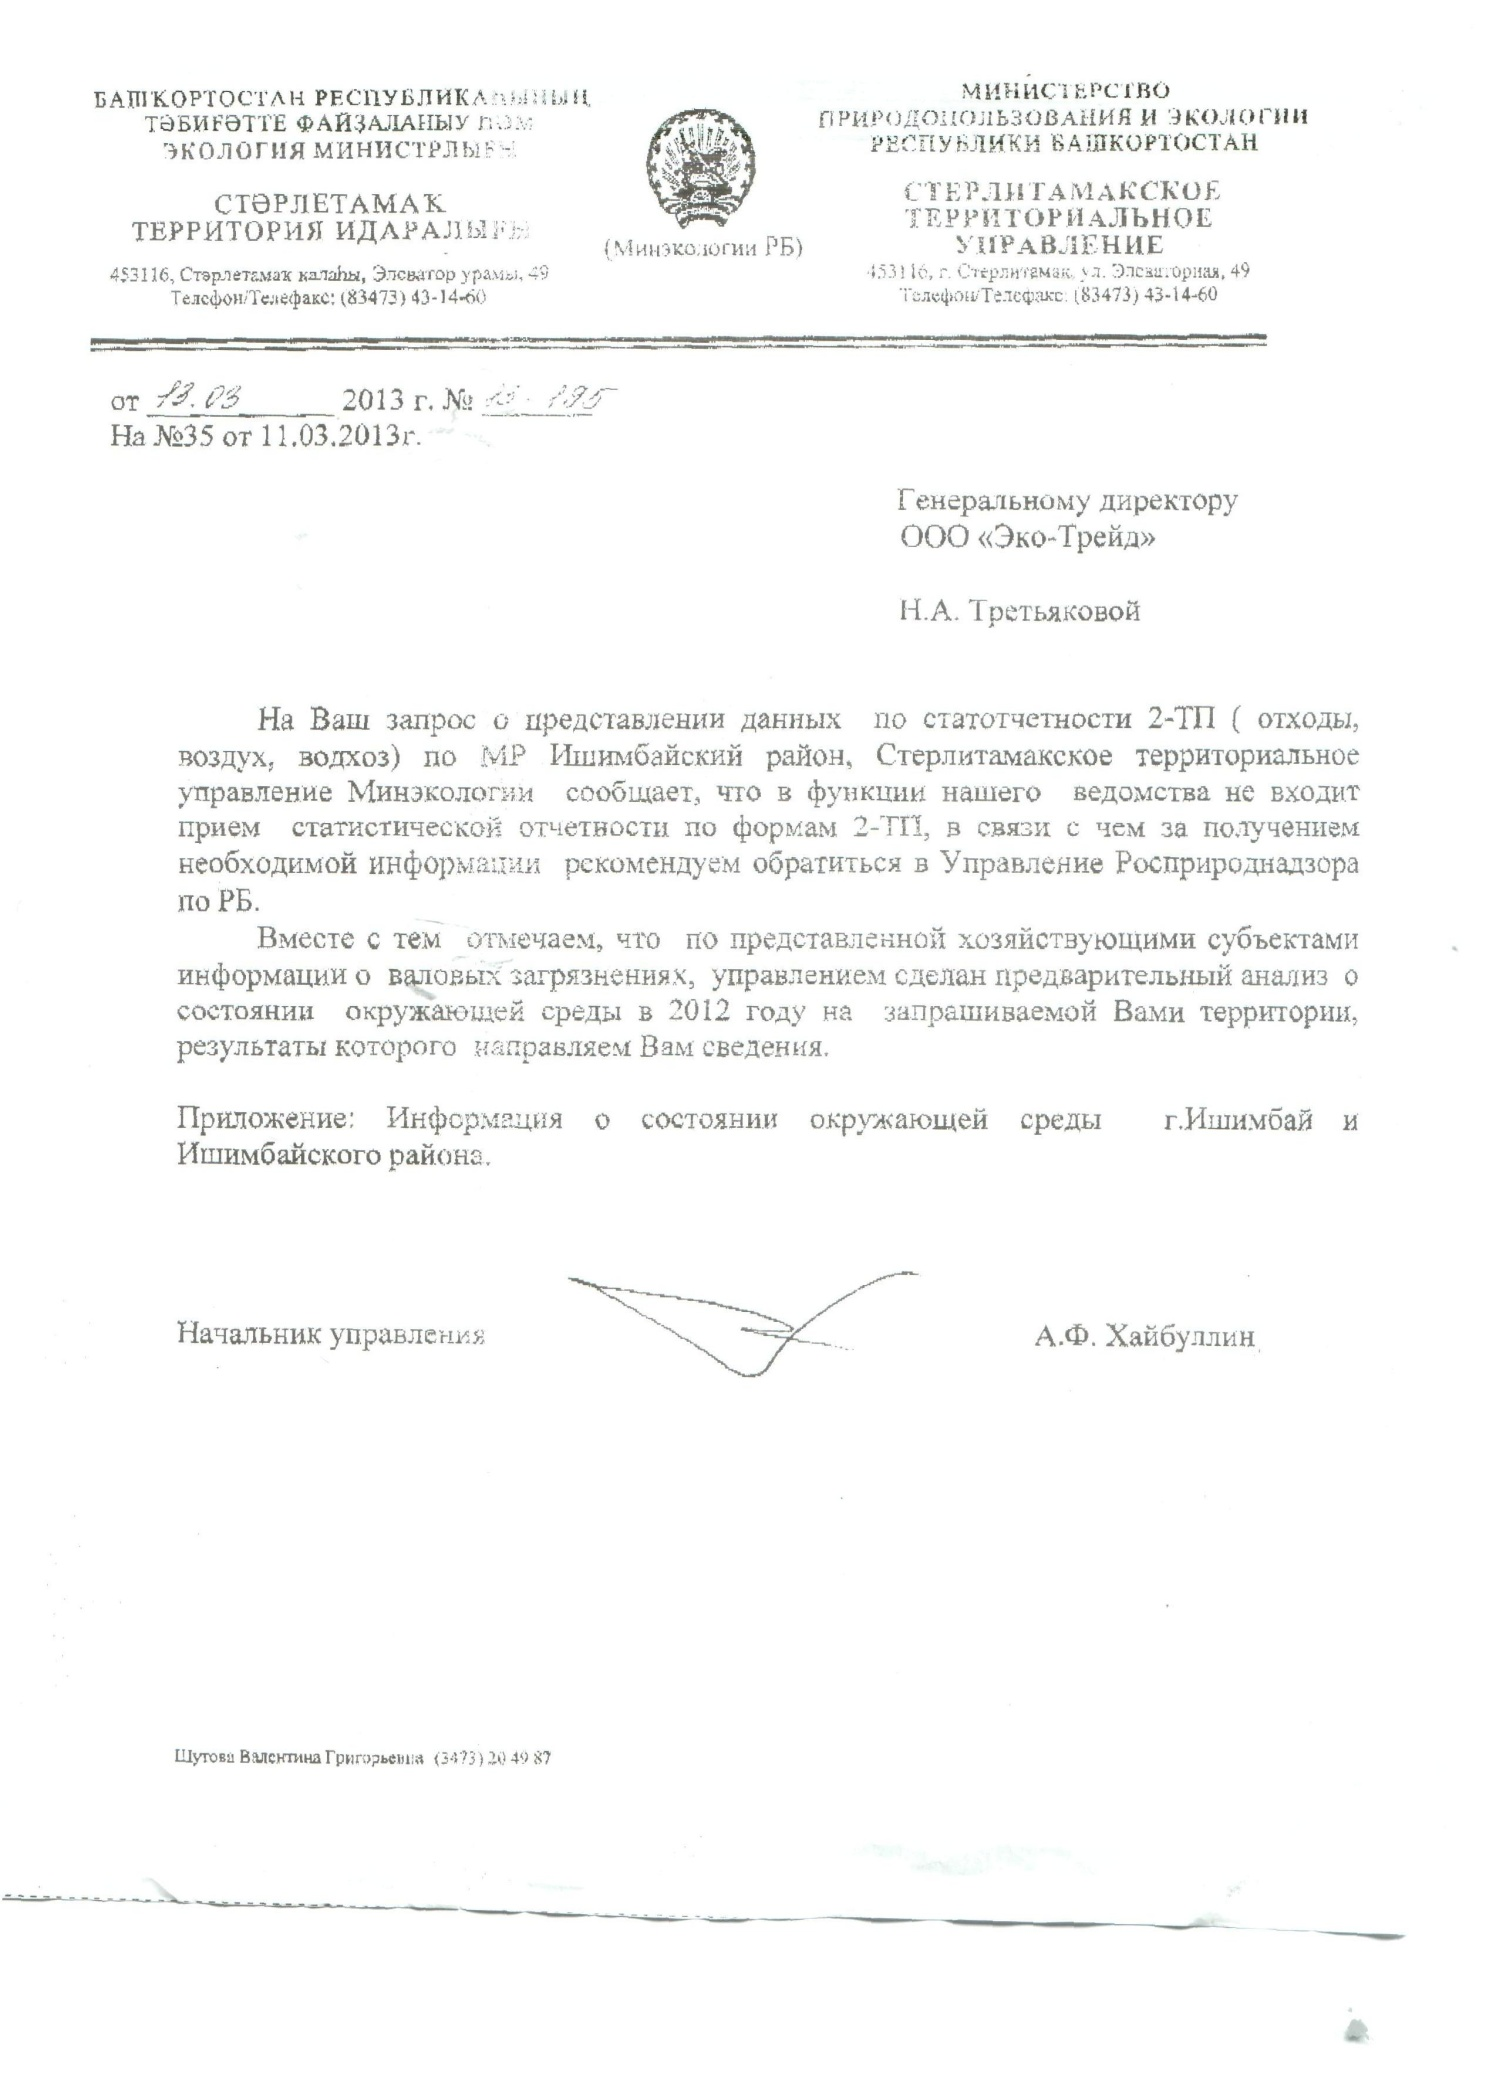 БАШҠОРТОСТАН РЕСПУБЛИКАҺЫНЫҢ
ТӘБИҒӘТТЕ ФАЙҘАЛАНЫУ ҺӘМ
ЭКОЛОГИЯ МИНИСТРЛЫҒЫ
СТӘРЛЕТАМАҠ
ТЕРРИТОРИЯ ИДАРАЛЫҒЫ
453116, Стәрлетамаҡ ҡалаһы, Элеватор урамы, 49
Телефон/Телефакс: (83473) 43-14-60
(Минэкологии РБ)
МИНИСТЕРСТВО
ПРИРОДОПОЛЬЗОВАНИЯ И ЭКОЛОГИИ
РЕСПУБЛИКИ БАШКОРТОСТАН
СТЕРЛИТАМАКСКОЕ
ТЕРРИТОРИАЛЬНОЕ
УПРАВЛЕНИЕ
453116, г. Стерлитамак, ул. Элеваторная, 49
Телефон/Телефакс: (83473) 43-14-60
от 13.03 2013 г. №
На №35 от 11.03.2013г.
Генеральному директору
ООО «Эко-Трейд»
Н.А. Третьяковой
На Ваш запрос о представлении данных по статотчетности 2-ТП ( отходы,
воздух, водхоз) по МР Ишимбайский район, Стерлитамакское территориальное
управление Минэкологии сообщает, что в функции нашего ведомства не входит
прием статистической отчетности по формам 2-ТП, в связи с чем за получением
необходимой информации рекомендуем обратиться в Управление Росприроднадзора
по РБ.
Вместе с тем отмечаем, что по представленной хозяйствующими субъектами
информации о валовых загрязнениях, управлением сделан предварительный анализ о
состоянии окружающей среды в 2012 году на запрашиваемой Вами территории,
результаты которого направляем Вам сведения.
Приложение: Информация о состоянии окружающей среды г.Ишимбай и
Ишимбайского района.
Начальник управления А.Ф. Хайбуллин
Шутова Валентина Григорьевна (3473) 20 49 87